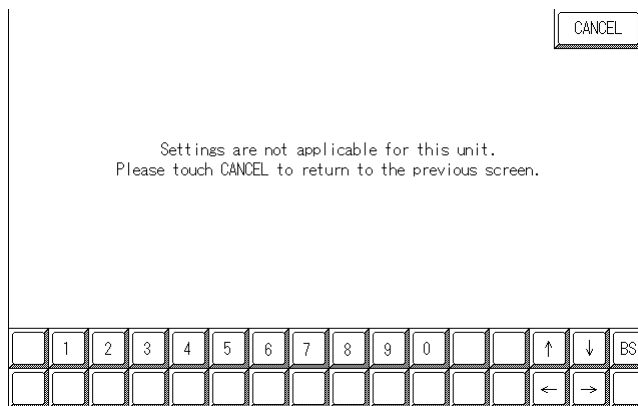 CANCEL
Settings are not applicable for this unit.
Please touch CANCEL to return to the previous screen.
1 2 3 4 5 6 7 8 9 0 ↑ ↓ BS
← →